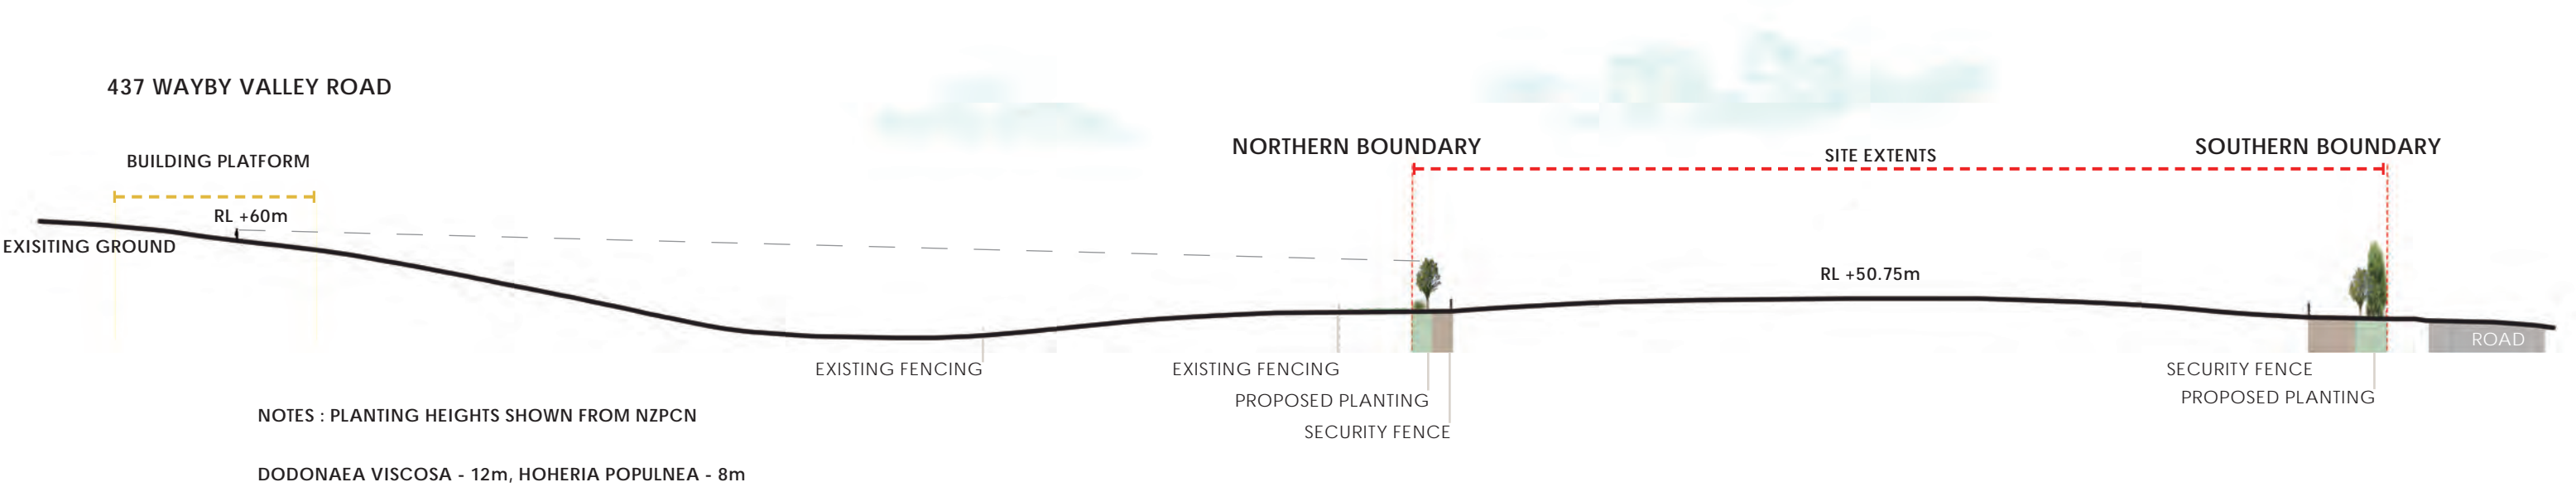 437 WAYBY VALLEY ROAD
NORTHERN BOUNDARY
SITE EXTENTS
SOUTHERN BOUNDARY
BUILDING PLATFORM
RL +60m
EXISITING GROUND
RL +50.75m
ROAD
EXISTING FENCING
EXISTING FENCING
SECURITY FENCE
PROPOSED PLANTING
PROPOSED PLANTING
SECURITY FENCE
NOTES : PLANTING HEIGHTS SHOWN FROM NZPCN
DODONAEA VISCOSA - 12m, HOHERIA POPULNEA - 8m